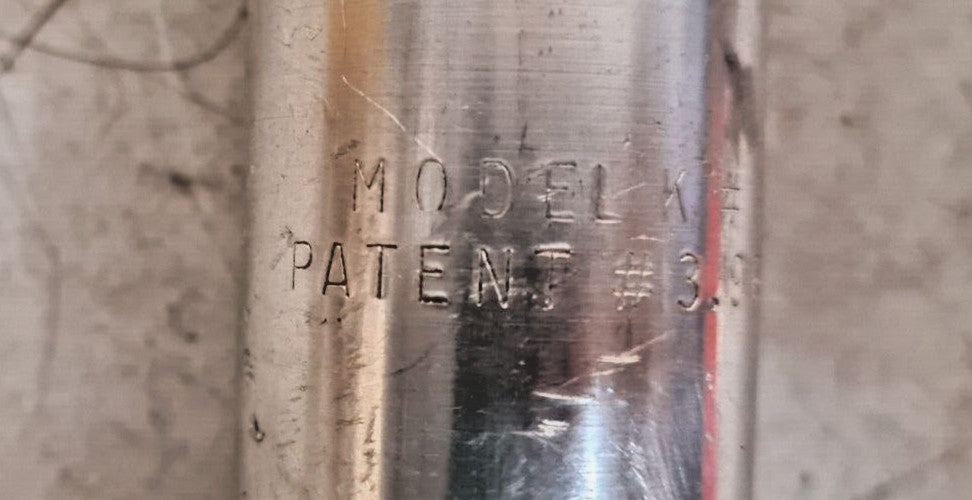 MODEL K
PATENT #3